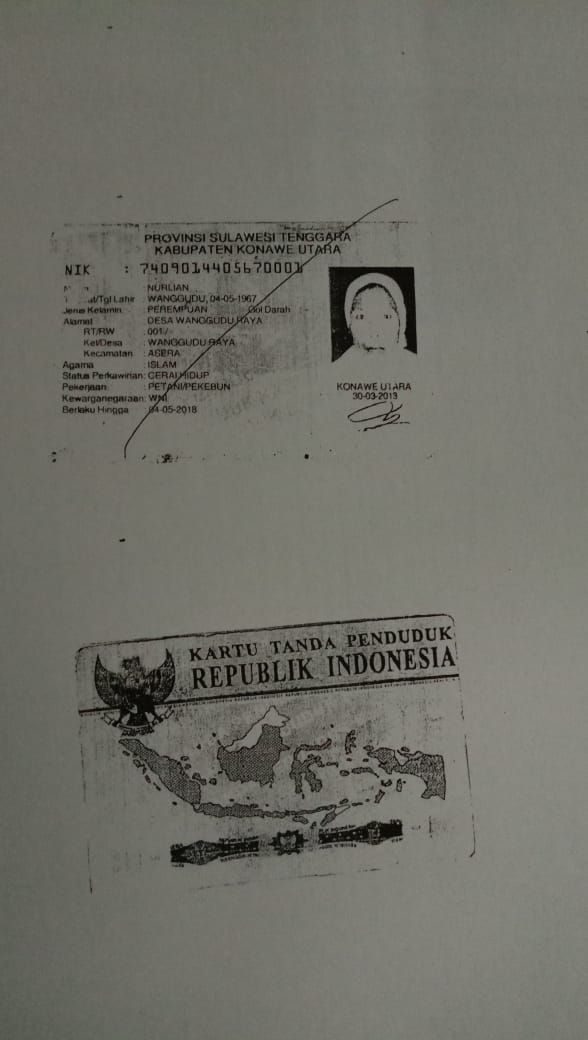 PROVINSI SULAWESI TENGGARA
KABUPATEN KONAWE UTARA
NIK : 7409014405670001
: NURLIAN
/Tgl Lahir : WANGGUDU, 04-05-1967
Jenis Kelamin : PEREMPUAN Gol Darah :
Alamat : DESA WANGGUDU RAYA
RT/RW : 001/
Kel/Desa : WANGGUDU RAYA
Kecamatan : ASERA
Agama : ISLAM
Status Perkawinan: CERAI HIDUP
Pekerjaan : PETANI/PEKEBUN
Kewarganegaraan: WNI
Berlaku Hingga : 04-05-2018
KONAWE UTARA
30-03-2013
KARTU TANDA PENDUDUK
REPUBLIK INDONESIA